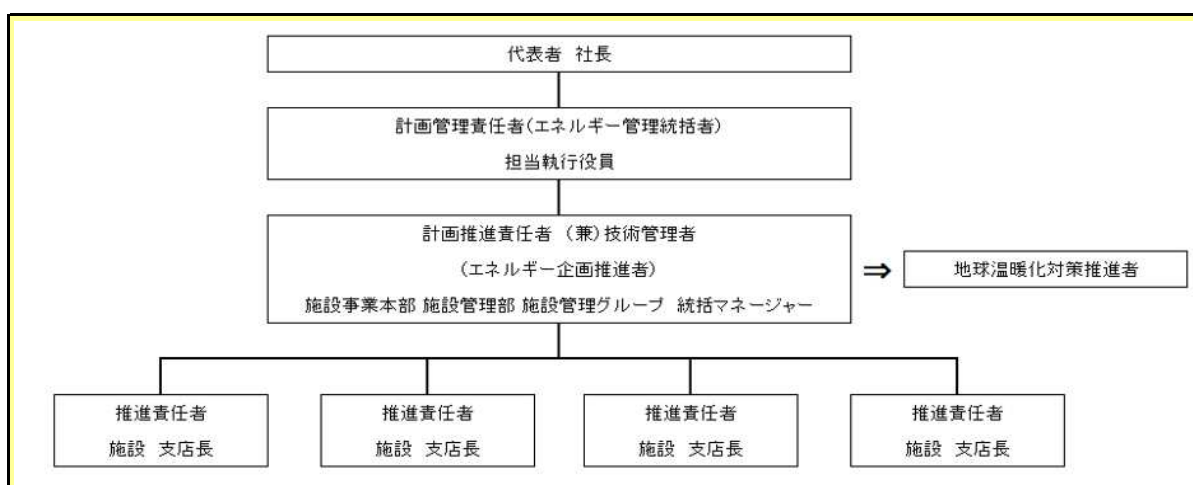 代表者 社長
計画管理責任者(エネルギー管理統括者)
担当執行役員
計画推進責任者 (兼)技術管理者
(エネルギー企画推進者)
施設事業本部 施設管理部 施設管理グループ 統括マネージャー
⇒
地球温暖化対策推進者
推進責任者
施設 支店長
推進責任者
施設 支店長
推進責任者
施設 支店長
推進責任者
施設 支店長